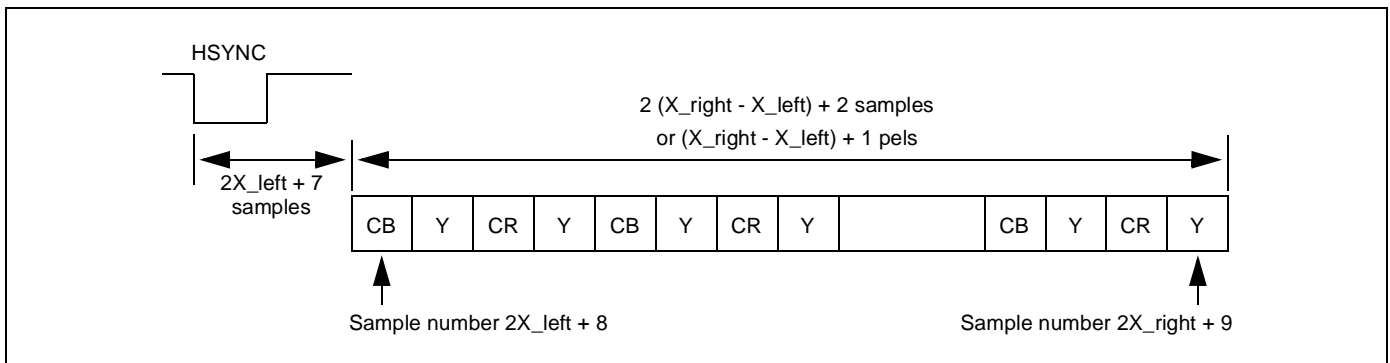 HSYNC
2 (X_right - X_left) + 2 samples
or (X_right - X_left) + 1 pels
2X_left + 7
samples
CB Y CR Y CB Y CR Y CB Y CR Y
Sample number 2X_left + 8
Sample number 2X_right + 9